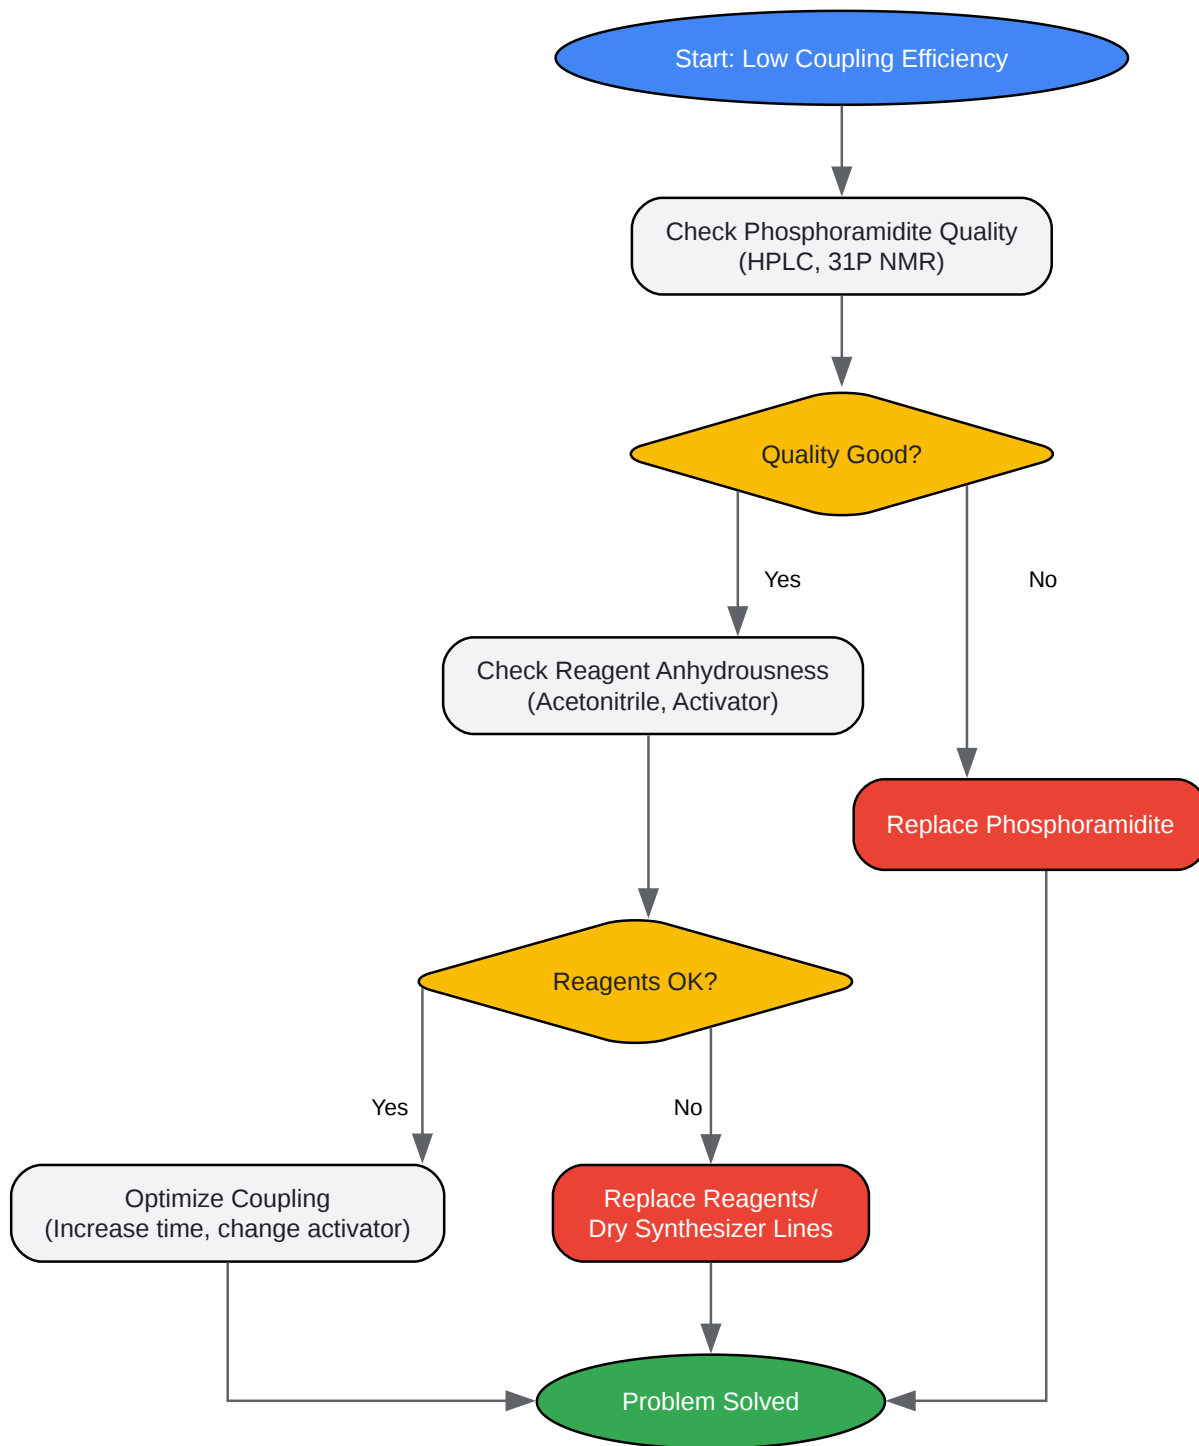 Start: Low Coupling Efficiency
Check Phosphoramidite Quality
(HPLC, 31P NMR)
Quality Good?
Yes
No
Check Reagent Anhydrousness
(Acetonitrile, Activator)
Replace Phosphoramidite
Reagents OK?
Yes
No
Optimize Coupling
(Increase time, change activator)
Replace Reagents/
Dry Synthesizer Lines
Problem Solved